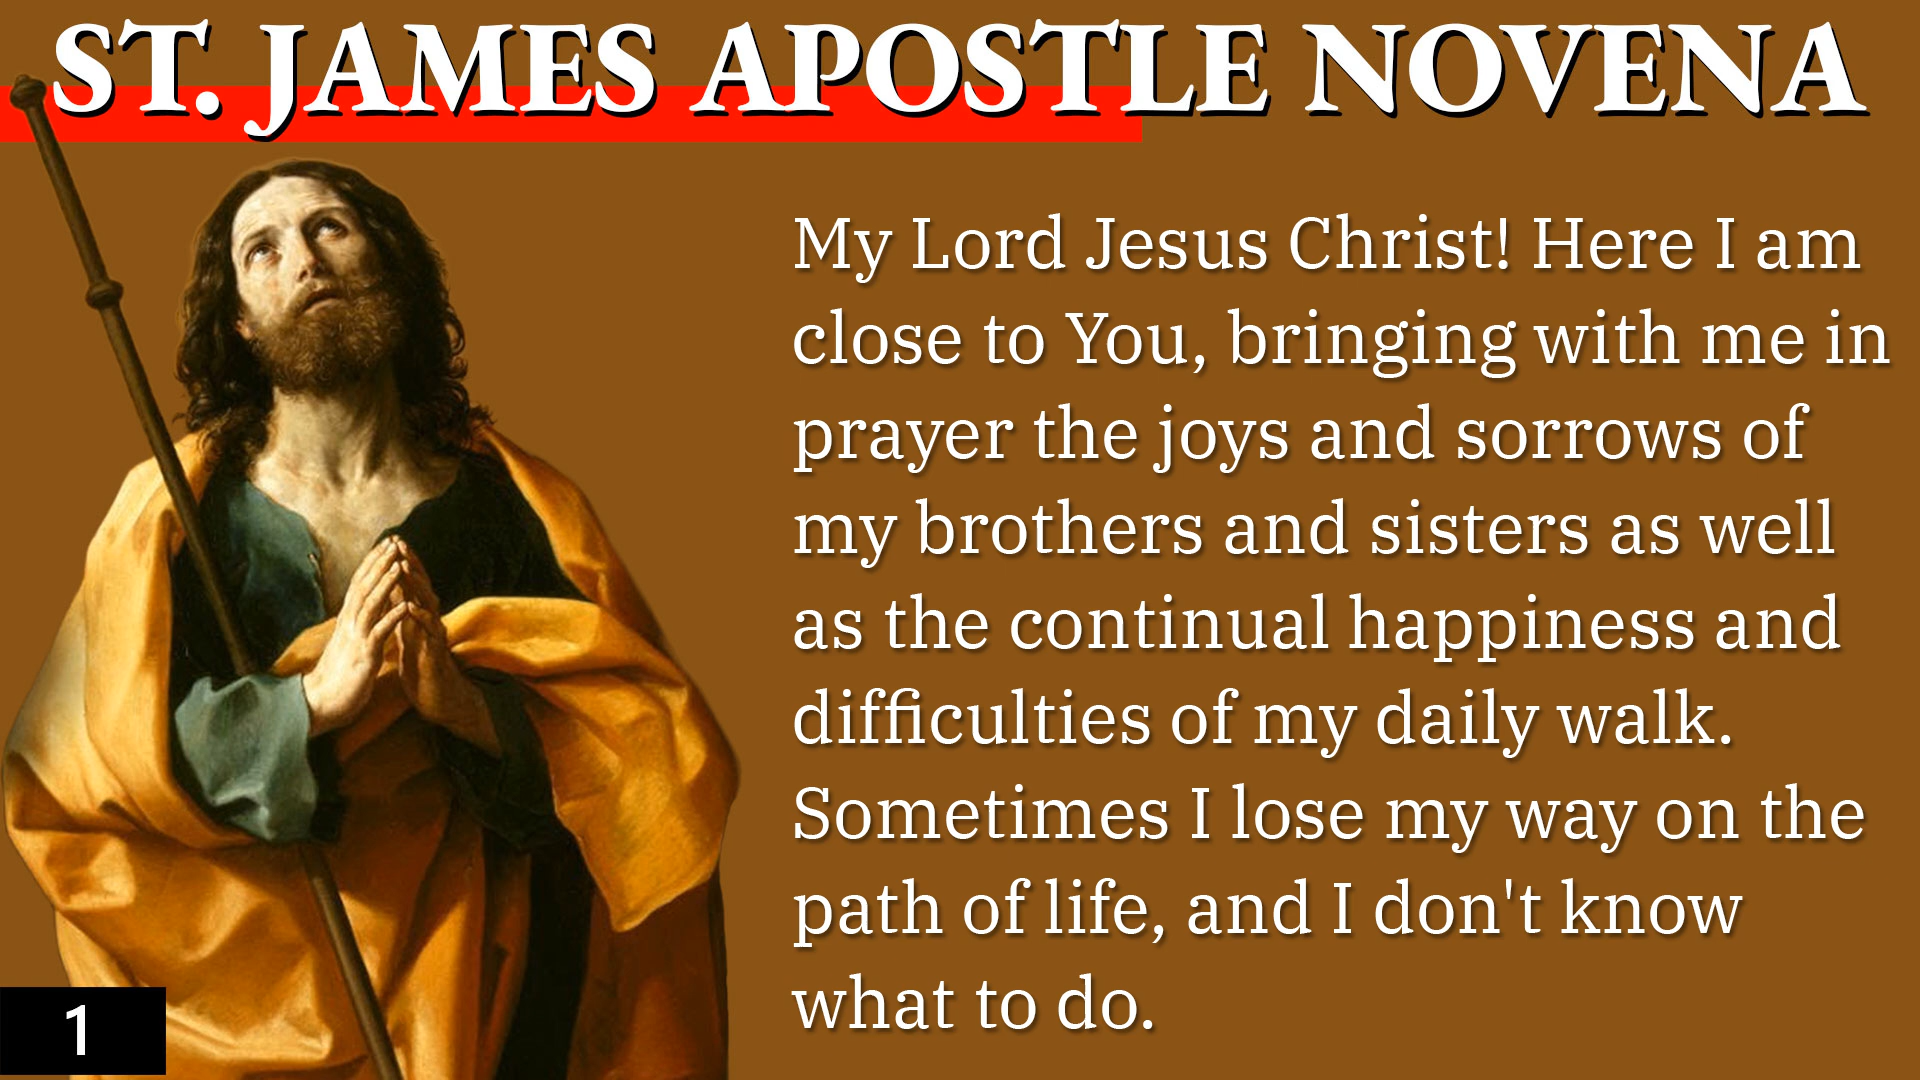 ST. JAMES APOSTLE NOVENA
My Lord Jesus Christ! Here I am
close to You, bringing with me in
prayer the joys and sorrows of
my brothers and sisters as well
as the continual happiness and
difficulties of my daily walk.
Sometimes I lose my way on the
path of life, and I don't know
what to do.
1